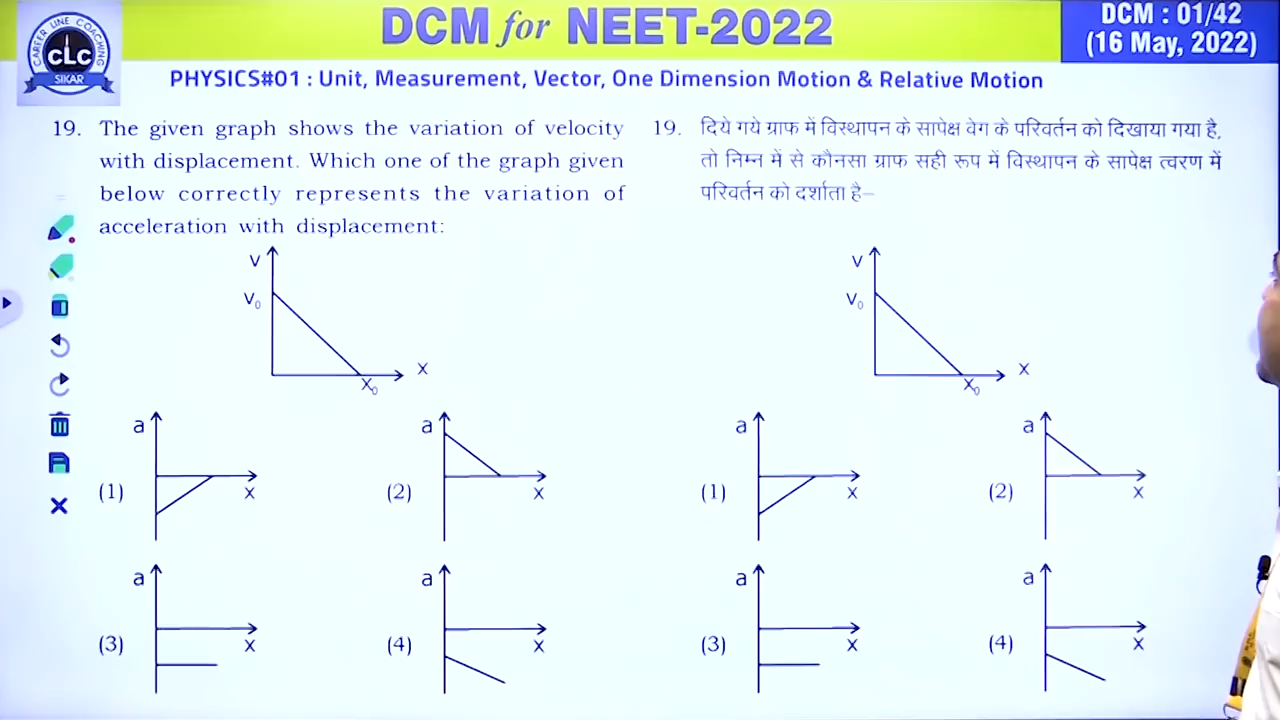 CAREER LINE COACHING
CLC
SIKAR
DCM for NEET-2022
DCM : 01/42
(16 May, 2022)
PHYSICS#01 : Unit, Measurement, Vector, One Dimension Motion & Relative Motion
19. The given graph shows the variation of velocity
with displacement. Which one of the graph given
below correctly represents the variation of
acceleration with displacement:
V
V₀
X
X₀
a
(1)
X
a
(2)
X
a
(3)
X
a
(4)
X
19. दिये गये ग्राफ में विस्थापन के सापेक्ष वेग के परिवर्तन को दिखाया गया है,
तो निम्न में से कौनसा ग्राफ सही रूप में विस्थापन के सापेक्ष त्वरण में
परिवर्तन को दर्शाता है–
V
V₀
X
X₀
a
(1)
X
a
(2)
X
a
(3)
X
a
(4)
X